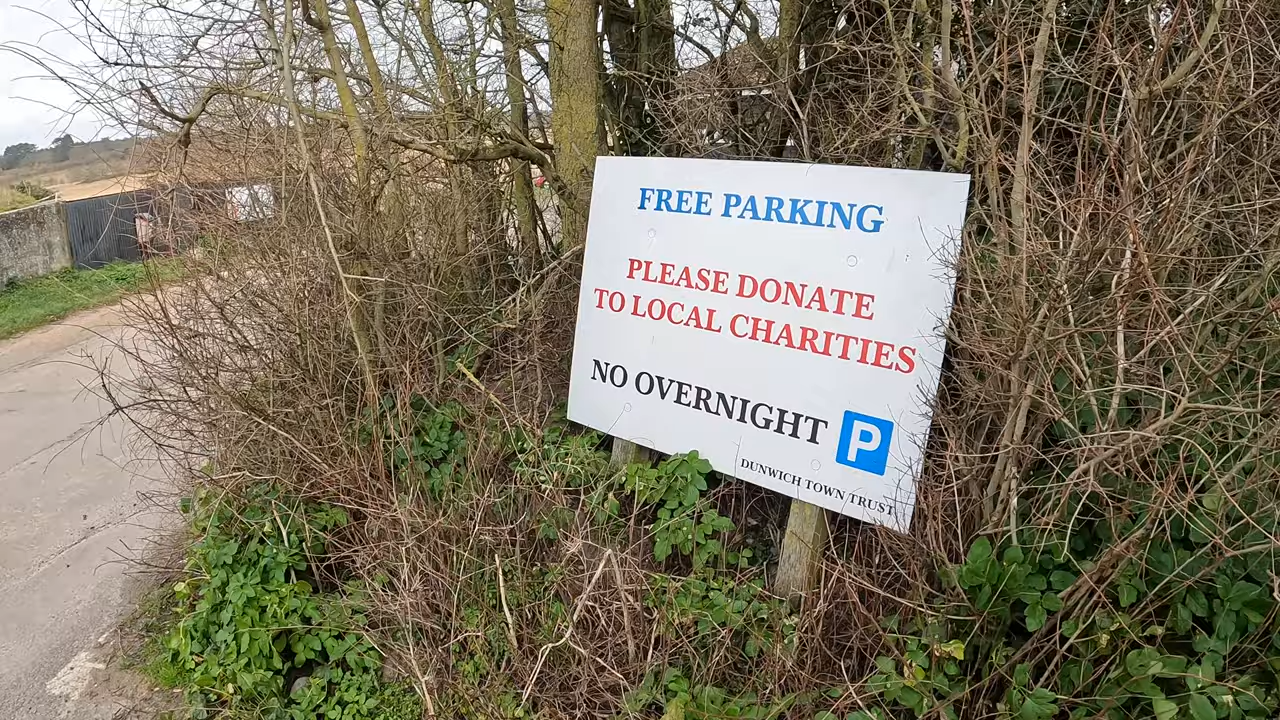 FREE PARKING
PLEASE DONATE
TO LOCAL CHARITIES
NO OVERNIGHT P
DUNWICH TOWN TRUST